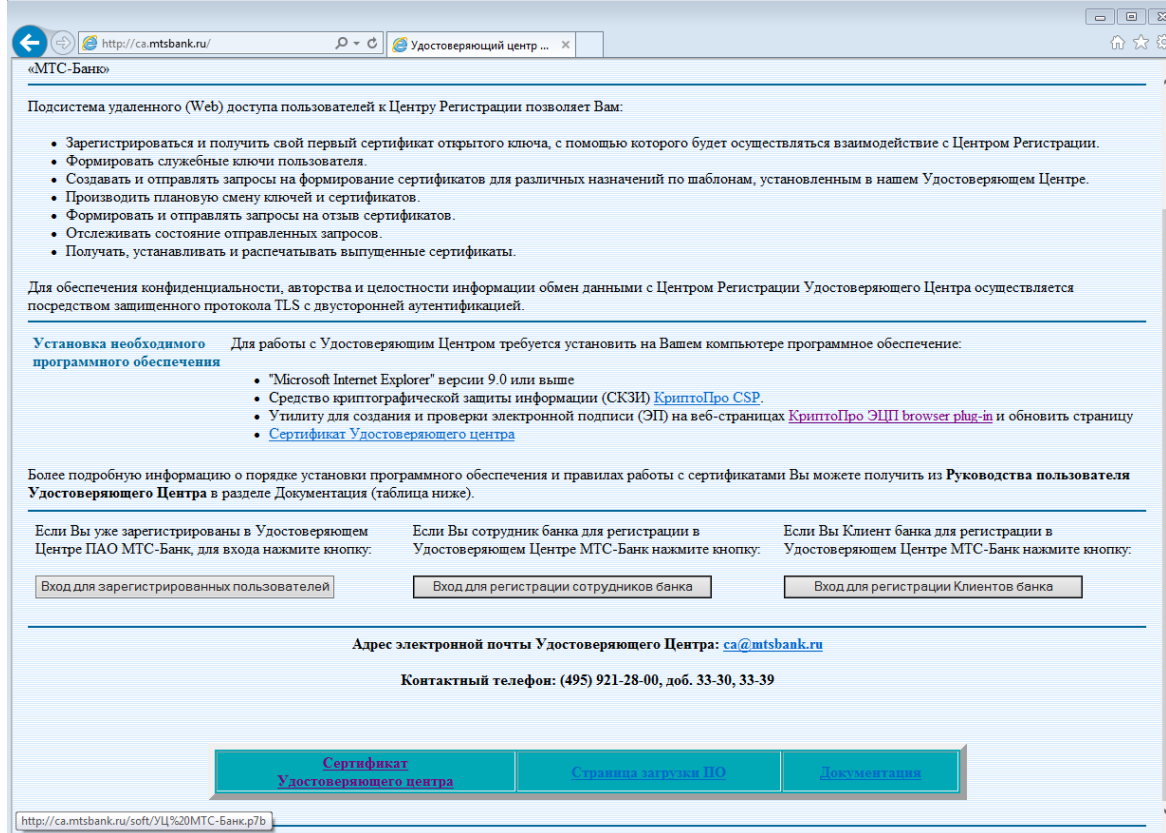 http://ca.mtsbank.ru/
Удостоверяющий центр ...
«МТС-Банк»
Подсистема удаленного (Web) доступа пользователей к Центру Регистрации позволяет Вам:
• Зарегистрироваться и получить свой первый сертификат открытого ключа, с помощью которого будет осуществляться взаимодействие с Центром Регистрации.
• Формировать служебные ключи пользователя.
• Создавать и отправлять запросы на формирование сертификатов для различных назначений по шаблонам, установленным в нашем Удостоверяющем Центре.
• Производить плановую смену ключей и сертификатов.
• Формировать и отправлять запросы на отзыв сертификатов.
• Отслеживать состояние отправленных запросов.
• Получать, устанавливать и распечатывать выпущенные сертификаты.
Для обеспечения конфиденциальности, авторства и целостности информации обмен данными с Центром Регистрации Удостоверяющего Центра осуществляется
посредством защищенного протокола TLS с двусторонней аутентификацией.
Установка необходимого
программного обеспечения
Для работы с Удостоверяющим Центром требуется установить на Вашем компьютере программное обеспечение:
• "Microsoft Internet Explorer" версии 9.0 или выше
• Средство криптографической защиты информации (СКЗИ) КриптоПро CSP.
• Утилиту для создания и проверки электронной подписи (ЭП) на веб-страницах КриптоПро ЭЦП browser plug-in и обновить страницу
• Сертификат Удостоверяющего центра
Более подробную информацию о порядке установки программного обеспечения и правилах работы с сертификатами Вы можете получить из Руководства пользователя
Удостоверяющего Центра в разделе Документация (таблица ниже).
Если Вы уже зарегистрированы в Удостоверяющем
Центре ПАО МТС-Банк, для входа нажмите кнопку:
Вход для зарегистрированных пользователей
Если Вы сотрудник банка для регистрации в
Удостоверяющем Центре МТС-Банк нажмите кнопку:
Вход для регистрации сотрудников банка
Если Вы Клиент банка для регистрации в
Удостоверяющем Центре МТС-Банк нажмите кнопку:
Вход для регистрации Клиентов банка
Адрес электронной почты Удостоверяющего Центра: ca@mtsbank.ru
Контактный телефон: (495) 921-28-00, доб. 33-30, 33-39
Сертификат
Удостоверяющего центра
Страница загрузки ПО
Документация
http://ca.mtsbank.ru/soft/УЦ%20МТС-Банк.p7b